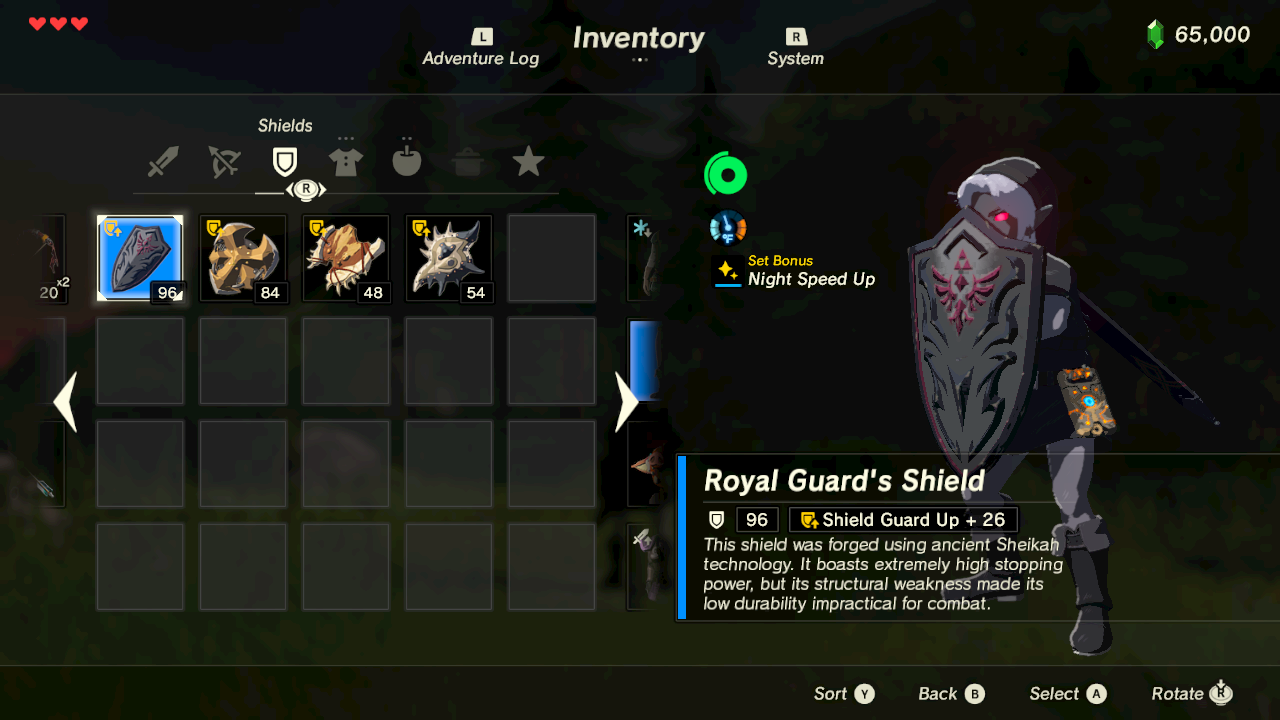 L
Adventure Log
Inventory
R
System
65,000
Shields
R
20
x2
96
84
48
54
°F
Set Bonus
Night Speed Up
Royal Guard's Shield
96
Shield Guard Up + 26
This shield was forged using ancient Sheikah
technology. It boasts extremely high stopping
power, but its structural weakness made its
low durability impractical for combat.
Sort Y
Back B
Select A
Rotate R